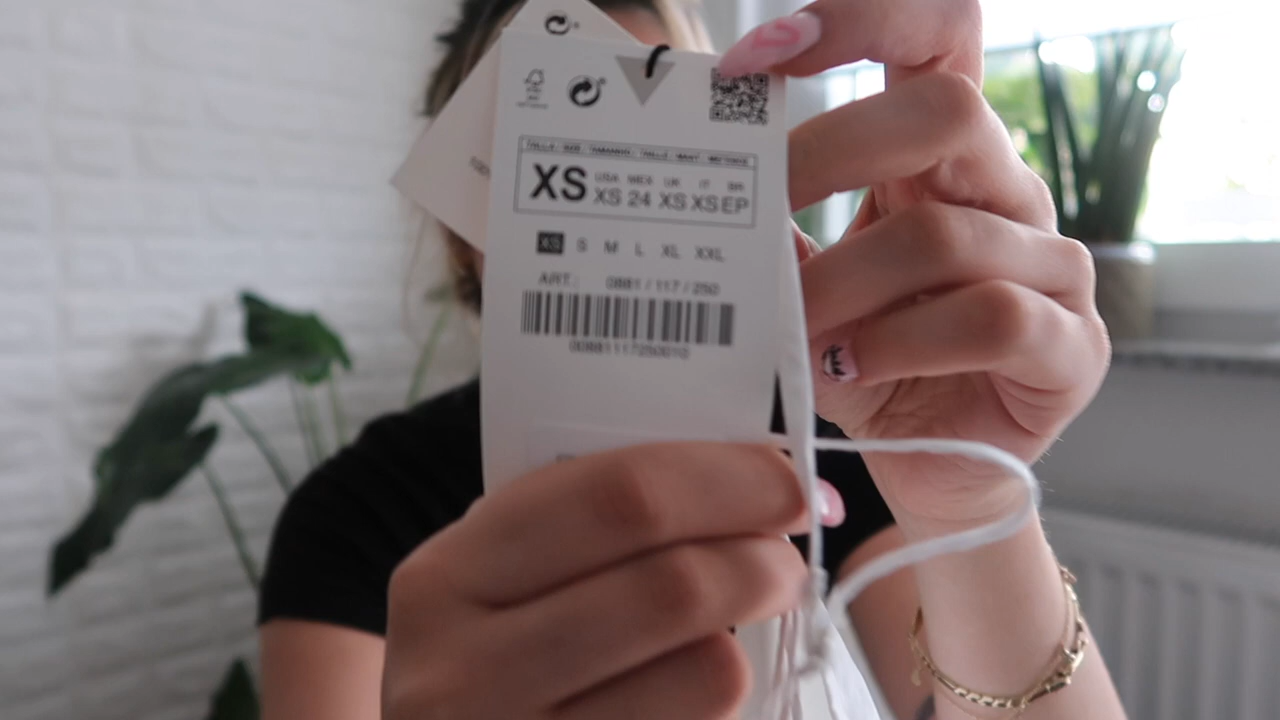 XS
USA MEX UK IT BR
XS 24 XS XS EP
XS S M L XL XXL
ART.: 0881 / 117 / 250
00881117250010